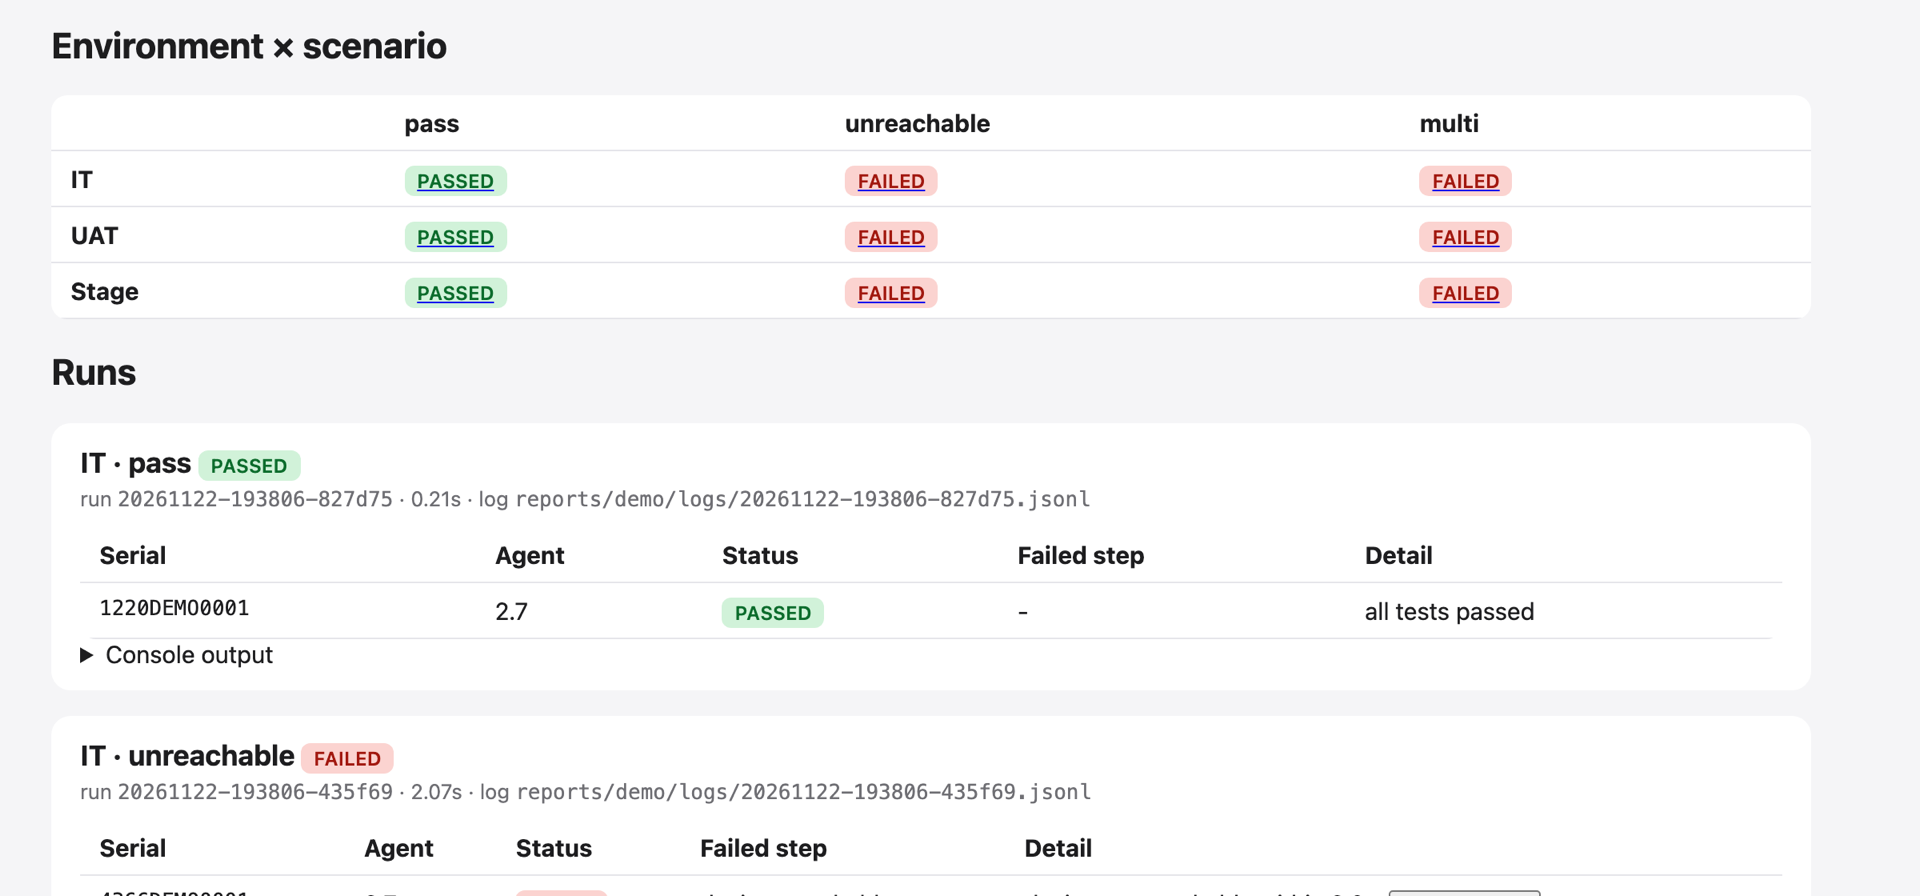 Environment × scenario
pass unreachable multi
IT PASSED FAILED FAILED
UAT PASSED FAILED FAILED
Stage PASSED FAILED FAILED
Runs
IT · pass PASSED
run 20261122-193806-827d75 · 0.21s · log reports/demo/logs/20261122-193806-827d75.jsonl
Serial Agent Status Failed step Detail
1220DEMO0001 2.7 PASSED - all tests passed
▶ Console output
IT · unreachable FAILED
run 20261122-193806-435f69 · 2.07s · log reports/demo/logs/20261122-193806-435f69.jsonl
Serial Agent Status Failed step Detail